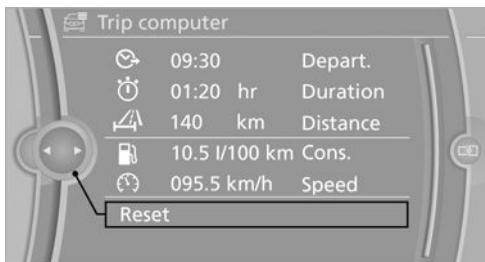 Trip computer
09:30 Depart.
01:20 hr Duration
140 km Distance
10.5 l/100 km Cons.
095.5 km/h Speed
Reset